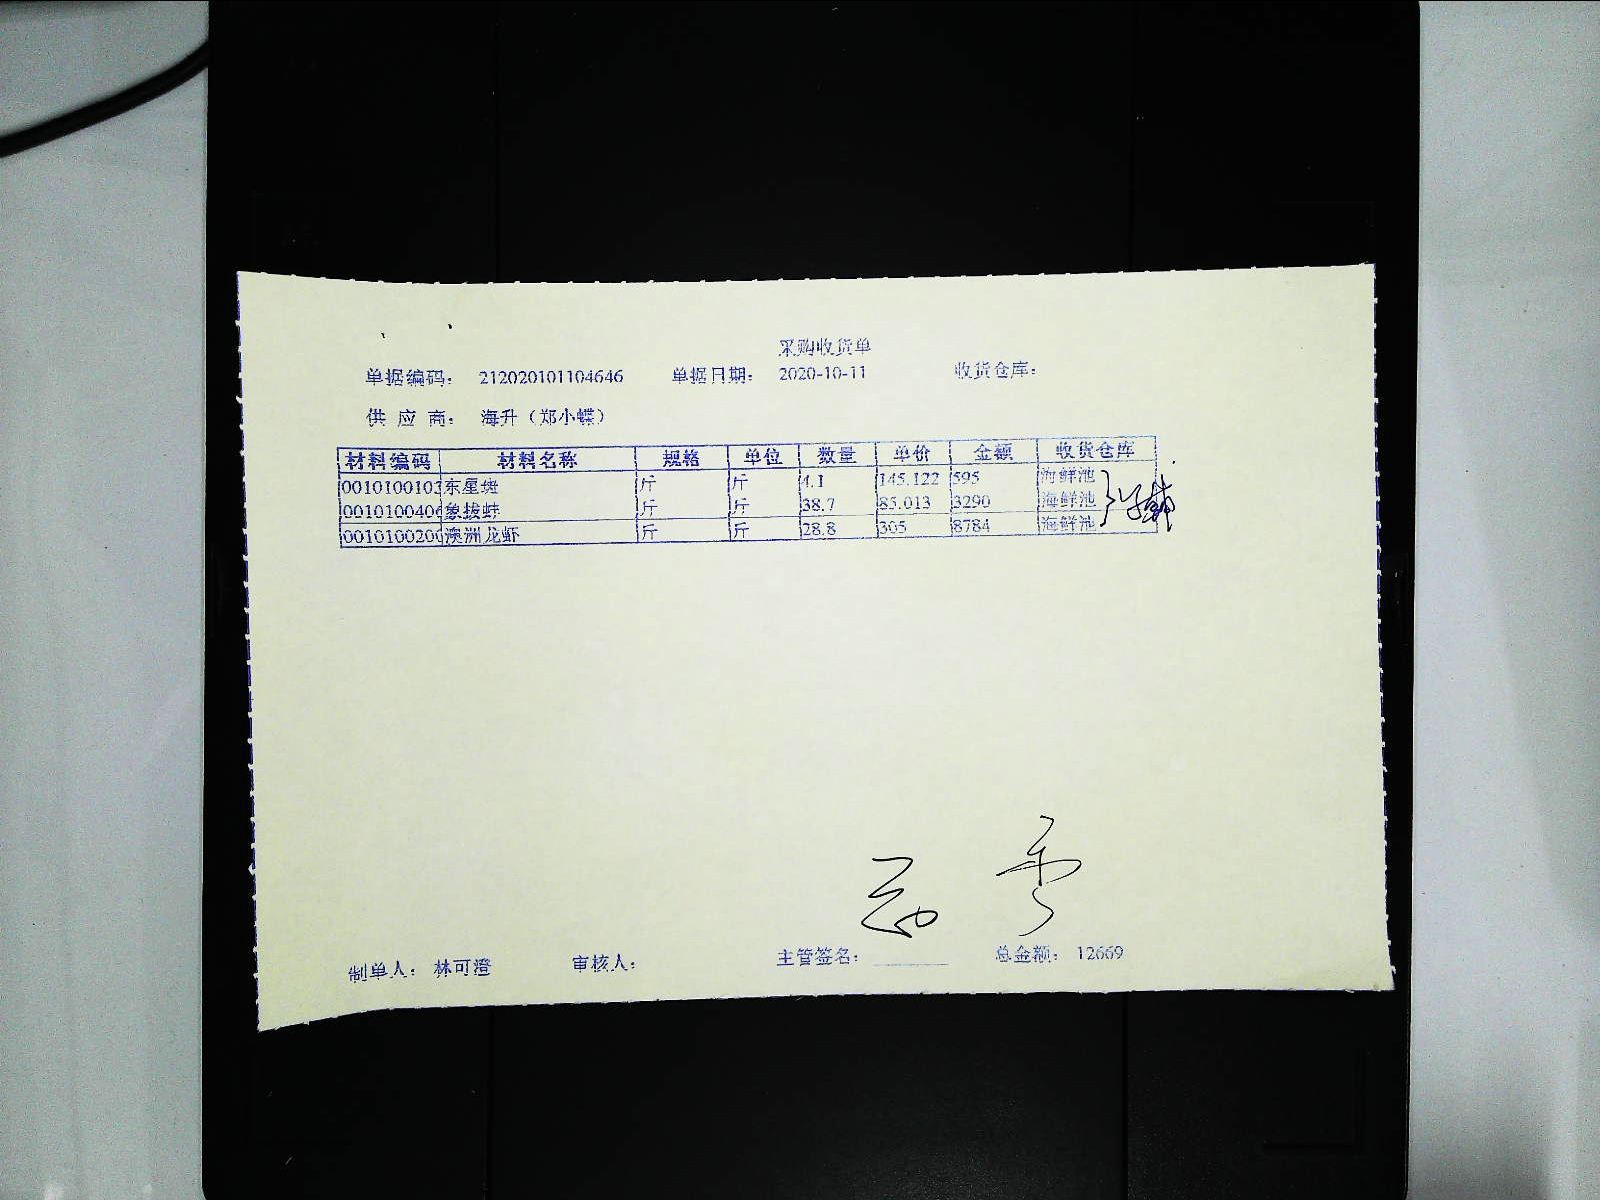 采购收货单
单据编码： 212020101104646 单据日期： 2020-10-11 收货仓库：
供 应 商： 海升（郑小蝶）
材料编码 材料名称 规格 单位 数量 单价 金额 收货仓库
0010100103 东星斑 斤 斤 4.1 145.122 595 海鲜池
0010100406 象拔蚌 斤 斤 38.7 85.013 3290 海鲜池
0010100200 澳洲龙虾 斤 斤 28.8 305 8784 海鲜池
制单人： 林可澄 审核人： 主管签名： 总金额： 12669